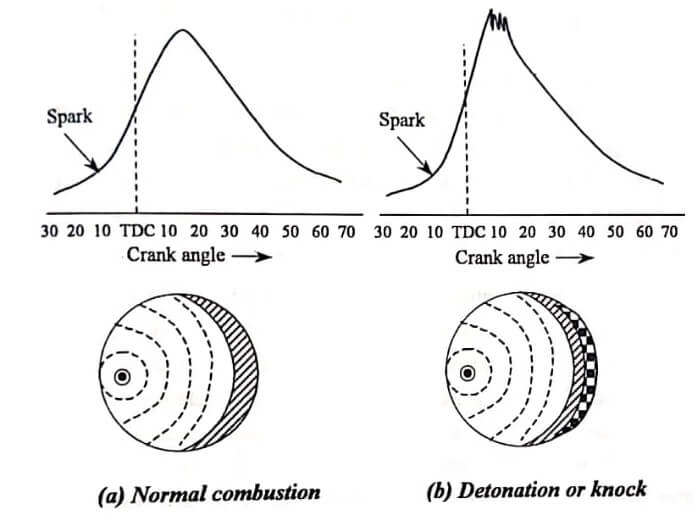 Spark
30 20 10 TDC 10 20 30 40 50 60 70
Crank angle
Spark
30 20 10 TDC 10 20 30 40 50 60 70
Crank angle
(a) Normal combustion
(b) Detonation or knock